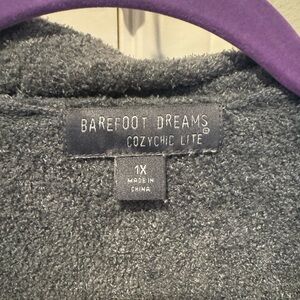 BAREFOOT DREAMS®
COZYCHIC LITE
1X
MADE IN
CHINA